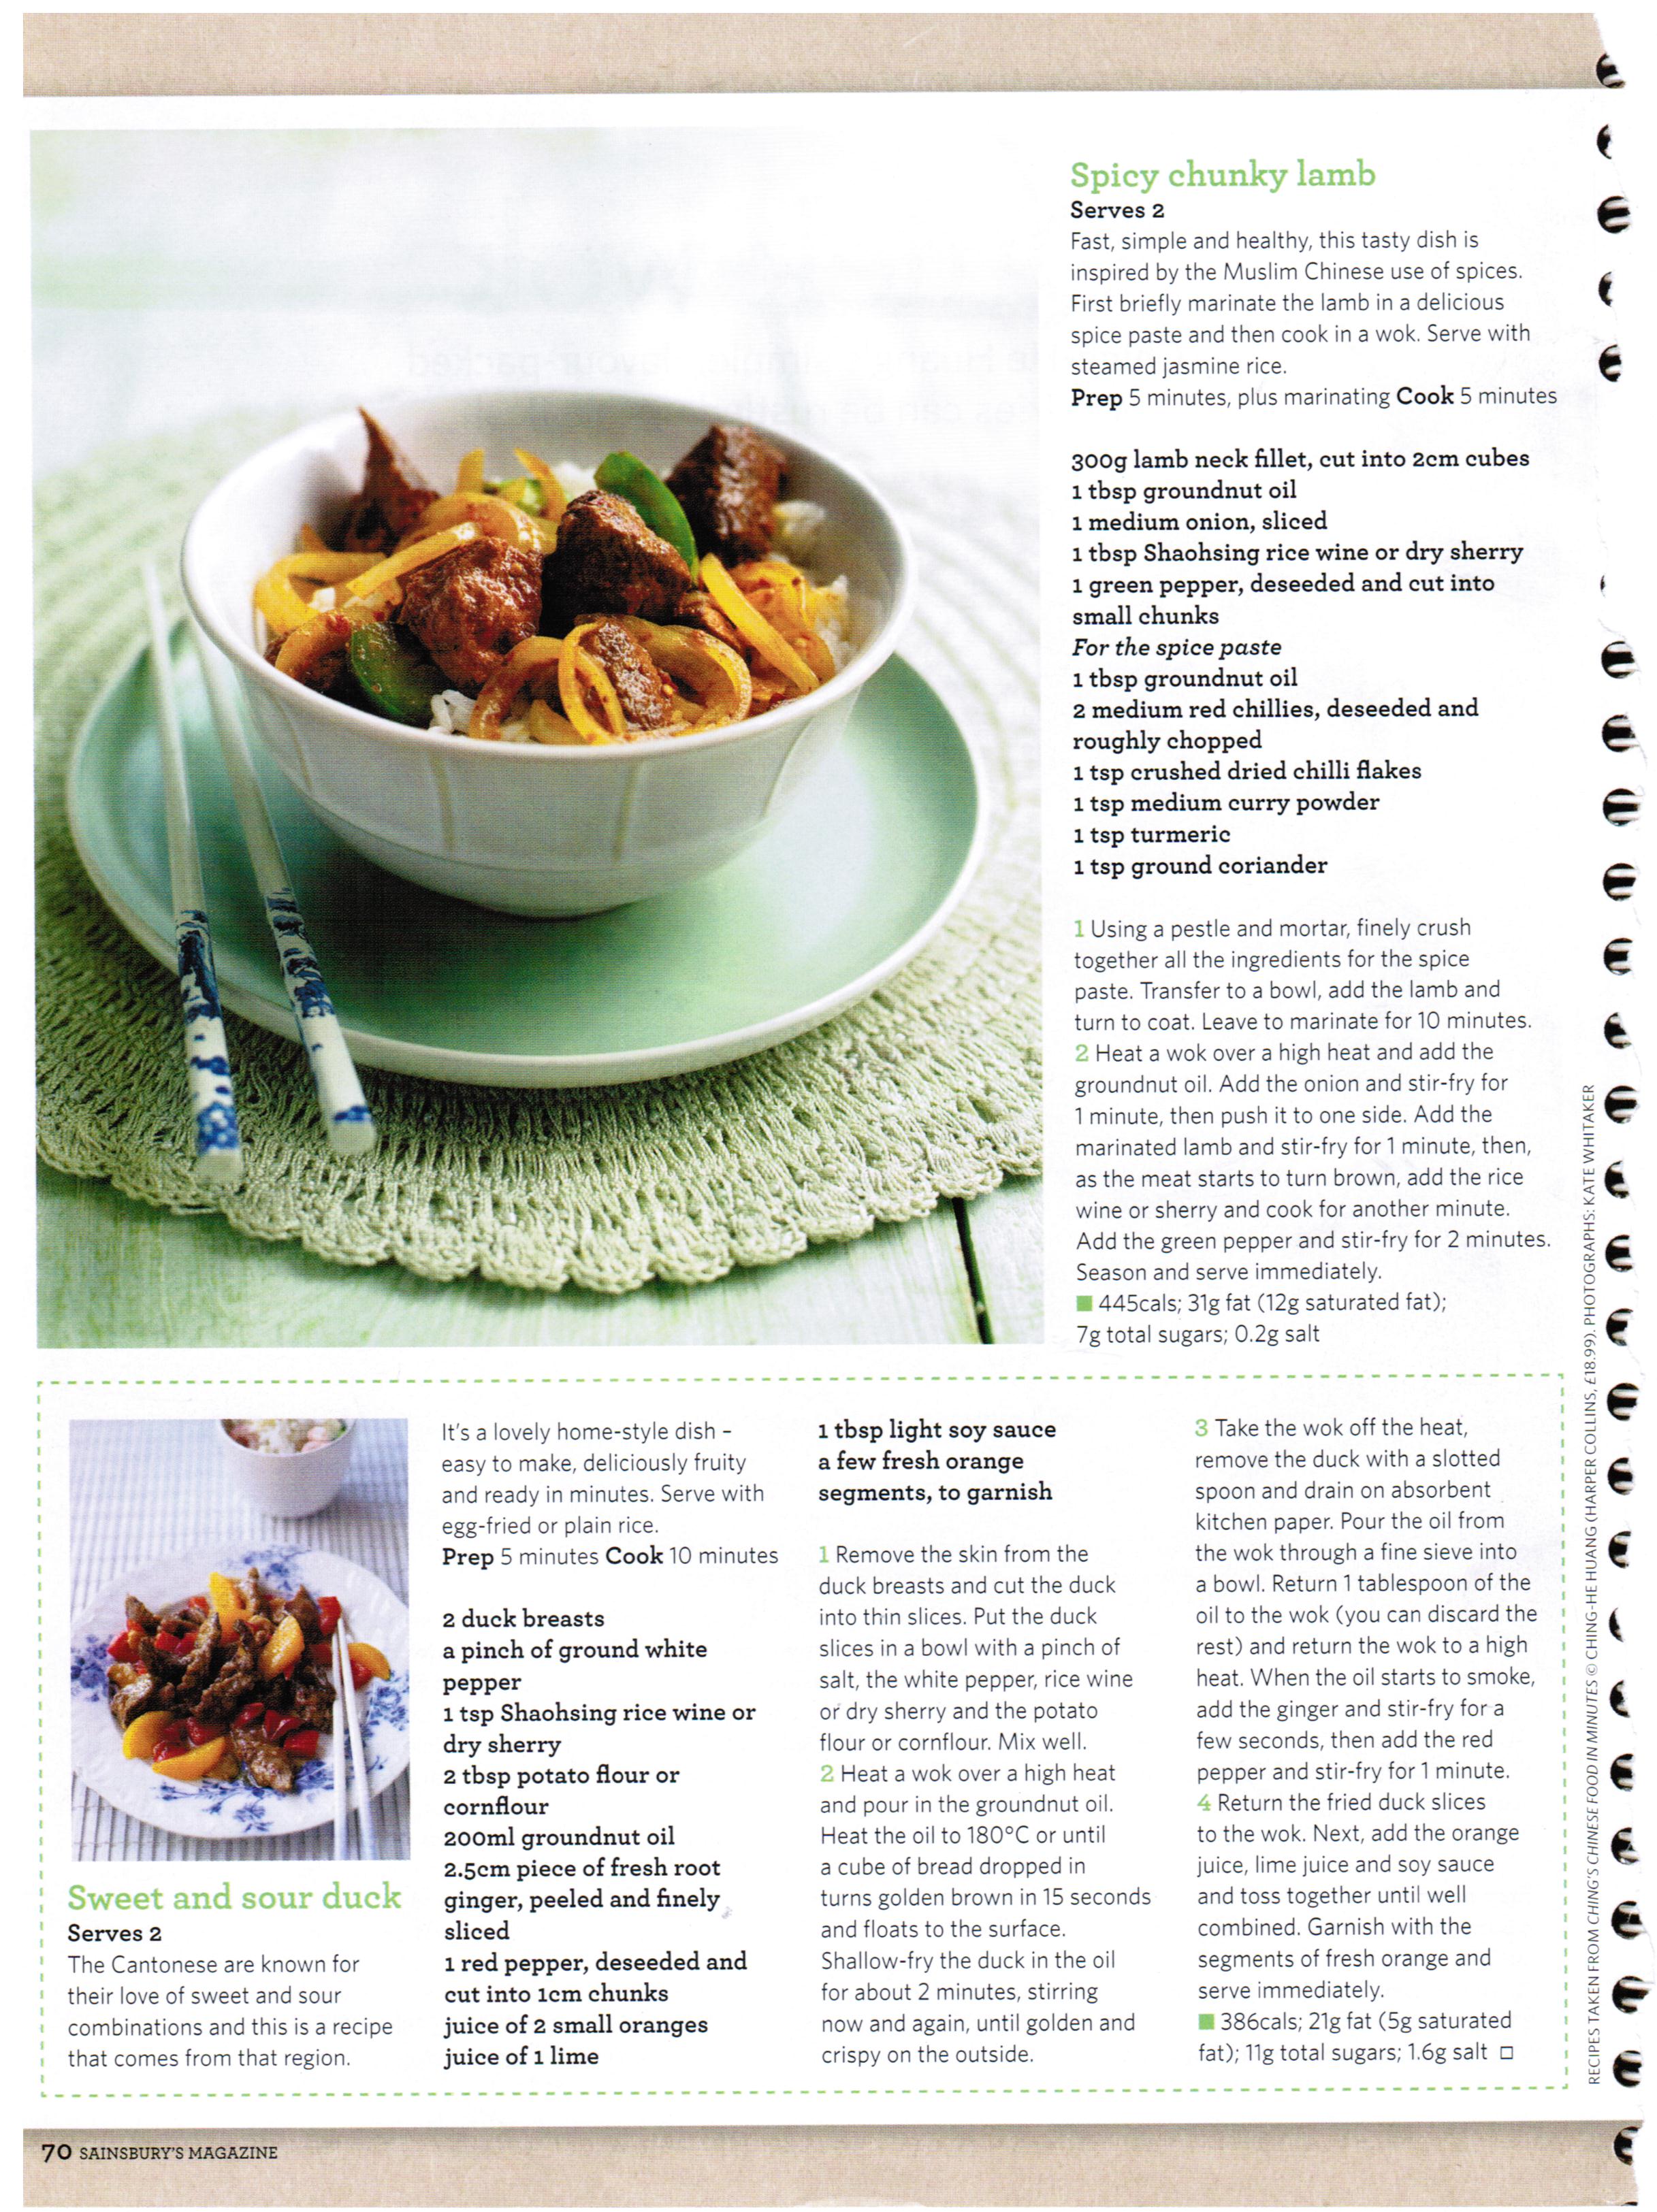 Spicy chunky lamb
Serves 2
Fast, simple and healthy, this tasty dish is
inspired by the Muslim Chinese use of spices.
First briefly marinate the lamb in a delicious
spice paste and then cook in a wok. Serve with
steamed jasmine rice.
Prep 5 minutes, plus marinating Cook 5 minutes
300g lamb neck fillet, cut into 2cm cubes
1 tbsp groundnut oil
1 medium onion, sliced
1 tbsp Shaohsing rice wine or dry sherry
1 green pepper, deseeded and cut into
small chunks
For the spice paste
1 tbsp groundnut oil
2 medium red chillies, deseeded and
roughly chopped
1 tsp crushed dried chilli flakes
1 tsp medium curry powder
1 tsp turmeric
1 tsp ground coriander
1 Using a pestle and mortar, finely crush
together all the ingredients for the spice
paste. Transfer to a bowl, add the lamb and
turn to coat. Leave to marinate for 10 minutes.
2 Heat a wok over a high heat and add the
groundnut oil. Add the onion and stir-fry for
1 minute, then push it to one side. Add the
marinated lamb and stir-fry for 1 minute, then,
as the meat starts to turn brown, add the rice
wine or sherry and cook for another minute.
Add the green pepper and stir-fry for 2 minutes.
Season and serve immediately.
■ 445cals; 31g fat (12g saturated fat);
7g total sugars; 0.2g salt
Sweet and sour duck
Serves 2
The Cantonese are known for
their love of sweet and sour
combinations and this is a recipe
that comes from that region.
It's a lovely home-style dish –
easy to make, deliciously fruity
and ready in minutes. Serve with
egg-fried or plain rice.
Prep 5 minutes Cook 10 minutes
2 duck breasts
a pinch of ground white
pepper
1 tsp Shaohsing rice wine or
dry sherry
2 tbsp potato flour or
cornflour
200ml groundnut oil
2.5cm piece of fresh root
ginger, peeled and finely
sliced
1 red pepper, deseeded and
cut into 1cm chunks
juice of 2 small oranges
juice of 1 lime
1 tbsp light soy sauce
a few fresh orange
segments, to garnish
1 Remove the skin from the
duck breasts and cut the duck
into thin slices. Put the duck
slices in a bowl with a pinch of
salt, the white pepper, rice wine
or dry sherry and the potato
flour or cornflour. Mix well.
2 Heat a wok over a high heat
and pour in the groundnut oil.
Heat the oil to 180°C or until
a cube of bread dropped in
turns golden brown in 15 seconds
and floats to the surface.
Shallow-fry the duck in the oil
for about 2 minutes, stirring
now and again, until golden and
crispy on the outside.
3 Take the wok off the heat,
remove the duck with a slotted
spoon and drain on absorbent
kitchen paper. Pour the oil from
the wok through a fine sieve into
a bowl. Return 1 tablespoon of the
oil to the wok (you can discard the
rest) and return the wok to a high
heat. When the oil starts to smoke,
add the ginger and stir-fry for a
few seconds, then add the red
pepper and stir-fry for 1 minute.
4 Return the fried duck slices
to the wok. Next, add the orange
juice, lime juice and soy sauce
and toss together until well
combined. Garnish with the
segments of fresh orange and
serve immediately.
■ 386cals; 21g fat (5g saturated
fat); 11g total sugars; 1.6g salt □
RECIPES TAKEN FROM CHING'S CHINESE FOOD IN MINUTES © CHING-HE HUANG (HARPER COLLINS, £18.99). PHOTOGRAPHS: KATE WHITAKER
70 SAINSBURY'S MAGAZINE